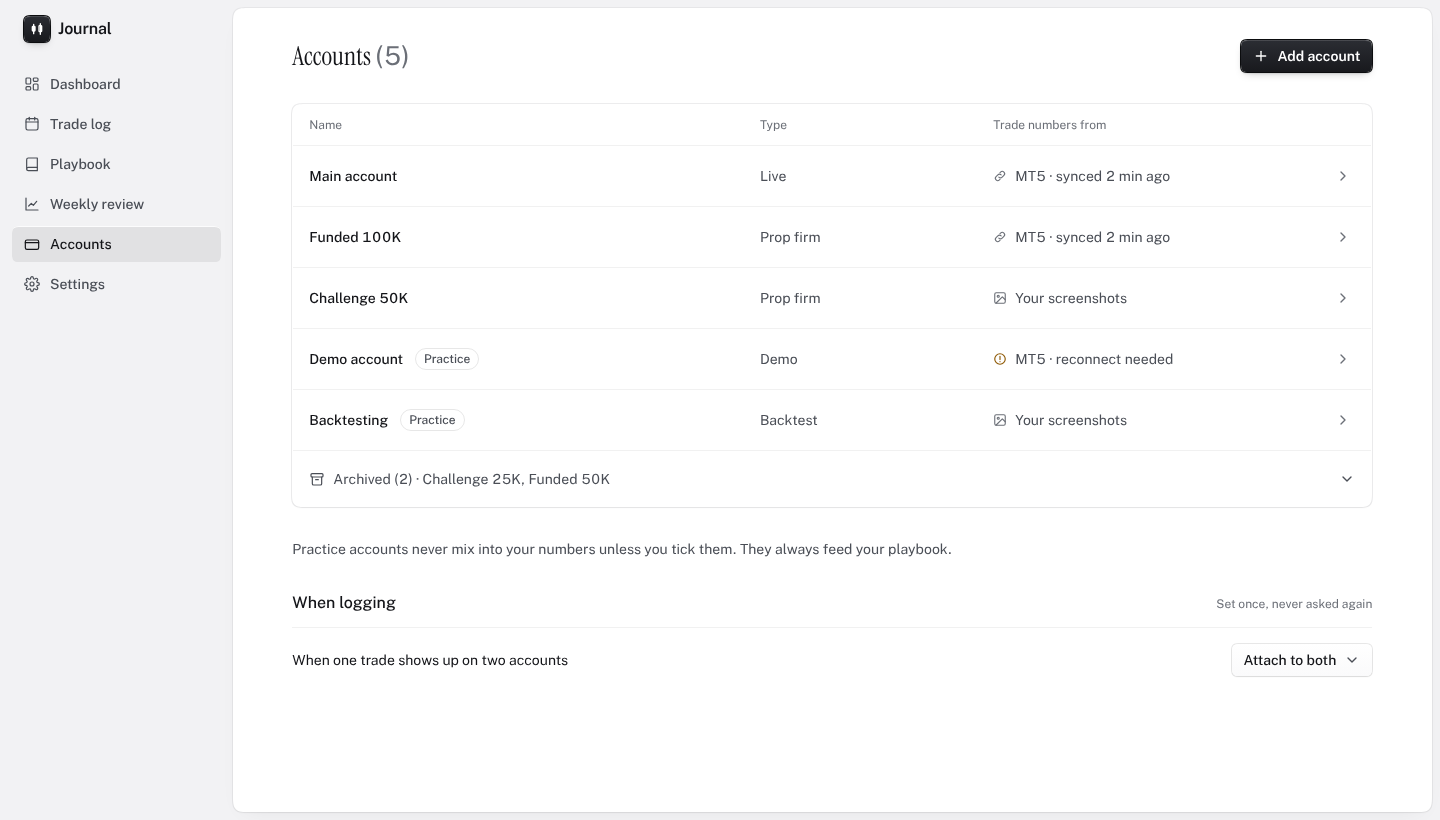 Journal
Dashboard
Trade log
Playbook
Weekly review
Accounts
Settings
Accounts (5)
Add account
Name Type Trade numbers from
Main account Live MT5 · synced 2 min ago
Funded 100K Prop firm MT5 · synced 2 min ago
Challenge 50K Prop firm Your screenshots
Demo account Practice Demo MT5 · reconnect needed
Backtesting Practice Backtest Your screenshots
Archived (2) · Challenge 25K, Funded 50K
Practice accounts never mix into your numbers unless you tick them. They always feed your playbook.
When logging Set once, never asked again
When one trade shows up on two accounts Attach to both